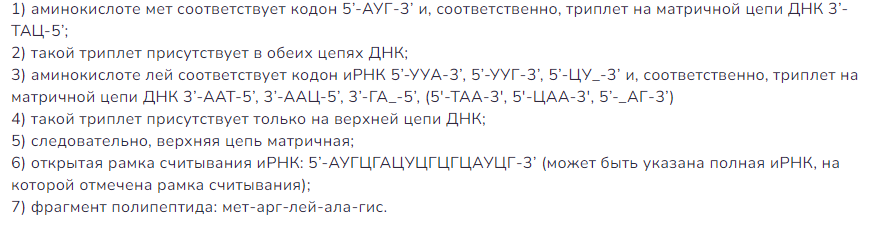 1) аминокислоте мет соответствует кодон 5’-АУГ-3’ и, соответственно, триплет на матричной цепи ДНК 3’-
ТАЦ-5’;
2) такой триплет присутствует в обеих цепях ДНК;
3) аминокислоте лей соответствует кодон иРНК 5’-УУА-3’, 5’-УУГ-3’, 5’-ЦУ_-3’ и, соответственно, триплет на
матричной цепи ДНК 3’-ААТ-5’, 3’-ААЦ-5’, 3’-ГА_-5’, (5'-ТАА-3', 5'-ЦАА-3', 5’-_АГ-3’)
4) такой триплет присутствует только на верхней цепи ДНК;
5) следовательно, верхняя цепь матричная;
6) открытая рамка считывания иРНК: 5’-АУГЦГАЦУЦГЦГЦАУЦГ-3’ (может быть указана полная иРНК, на
которой отмечена рамка считывания);
7) фрагмент полипептида: мет-арг-лей-ала-гис.